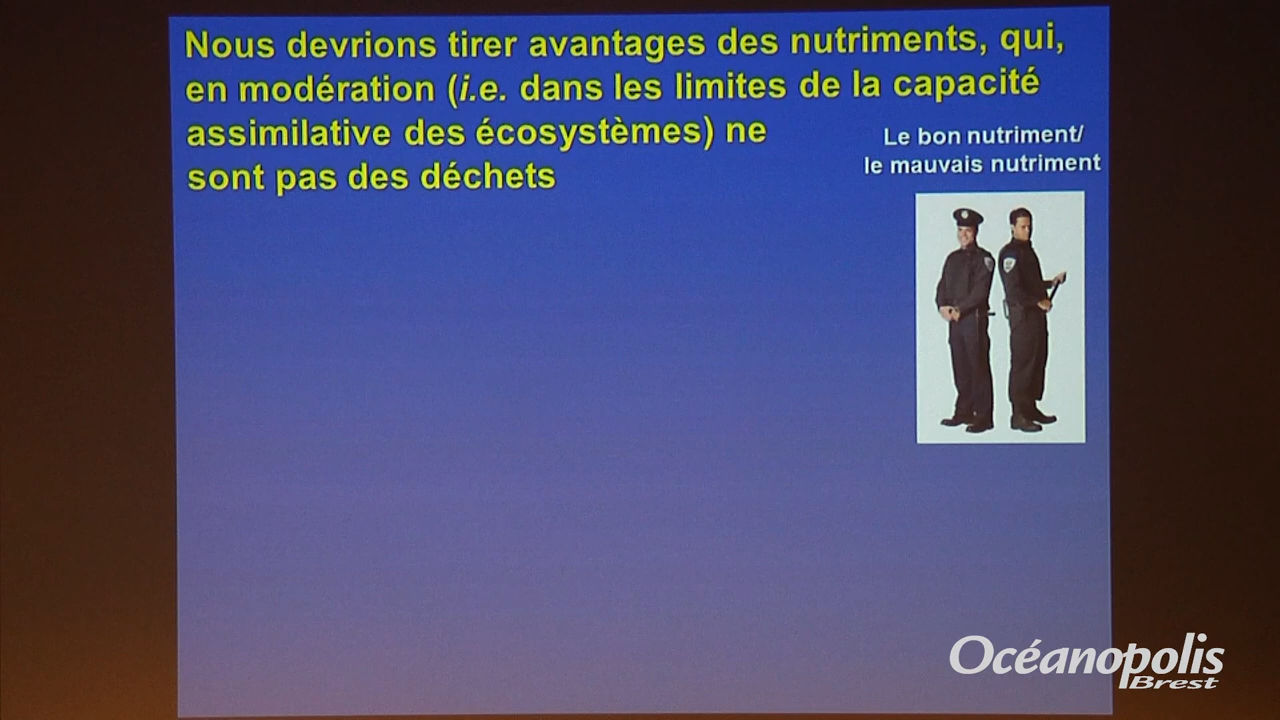 Nous devrions tirer avantages des nutriments, qui,
en modération (i.e. dans les limites de la capacité
assimilative des écosystèmes) ne
sont pas des déchets
Le bon nutriment/
le mauvais nutriment
Océanopolis
Brest